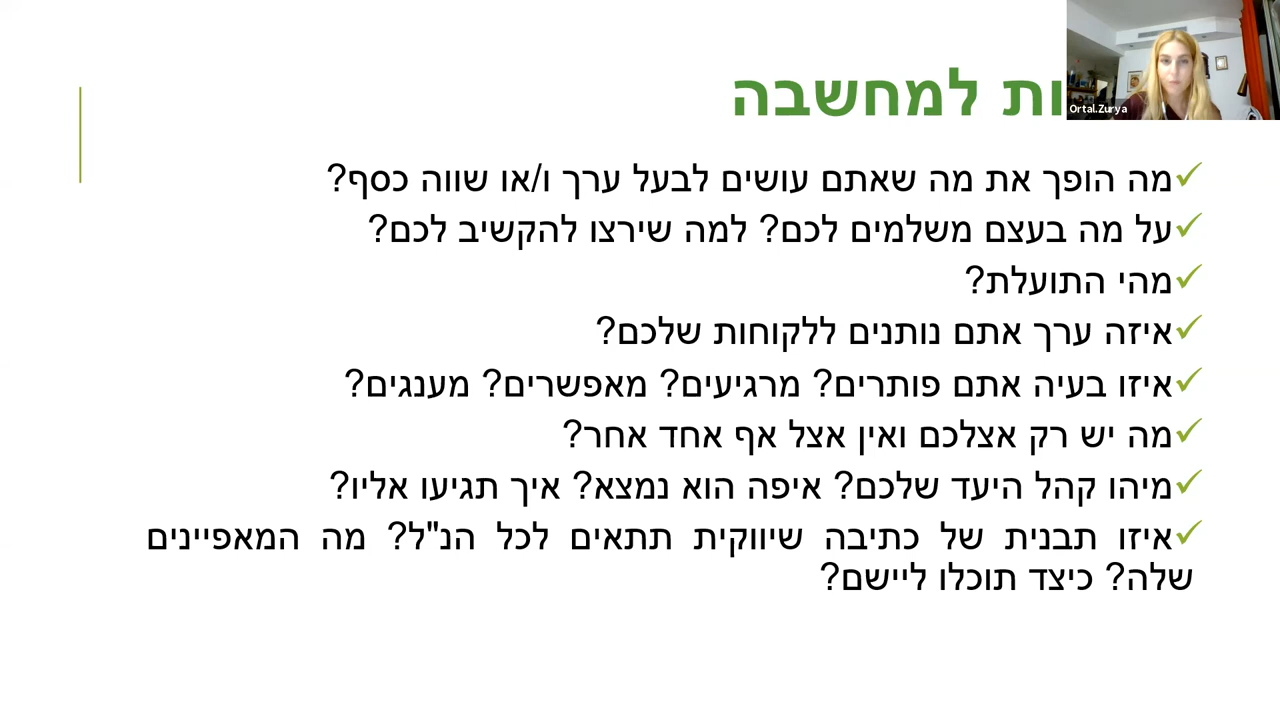 למחשבה
Ortal.Zurya
מה הופך את מה שאתם עושים לבעל ערך ו/או שווה כסף?
על מה בעצם משלמים לכם? למה שירצו להקשיב לכם?
מהי התועלת?
איזה ערך אתם נותנים ללקוחות שלכם?
איזו בעיה אתם פותרים? מרגיעים? מאפשרים? מענגים?
מה יש רק אצלכם ואין אצל אף אחד אחר?
מיהו קהל היעד שלכם? איפה הוא נמצא? איך תגיעו אליו?
איזו תבנית של כתיבה שיווקית תתאים לכל הנ"ל? מה המאפיינים
שלה? כיצד תוכלו ליישם?